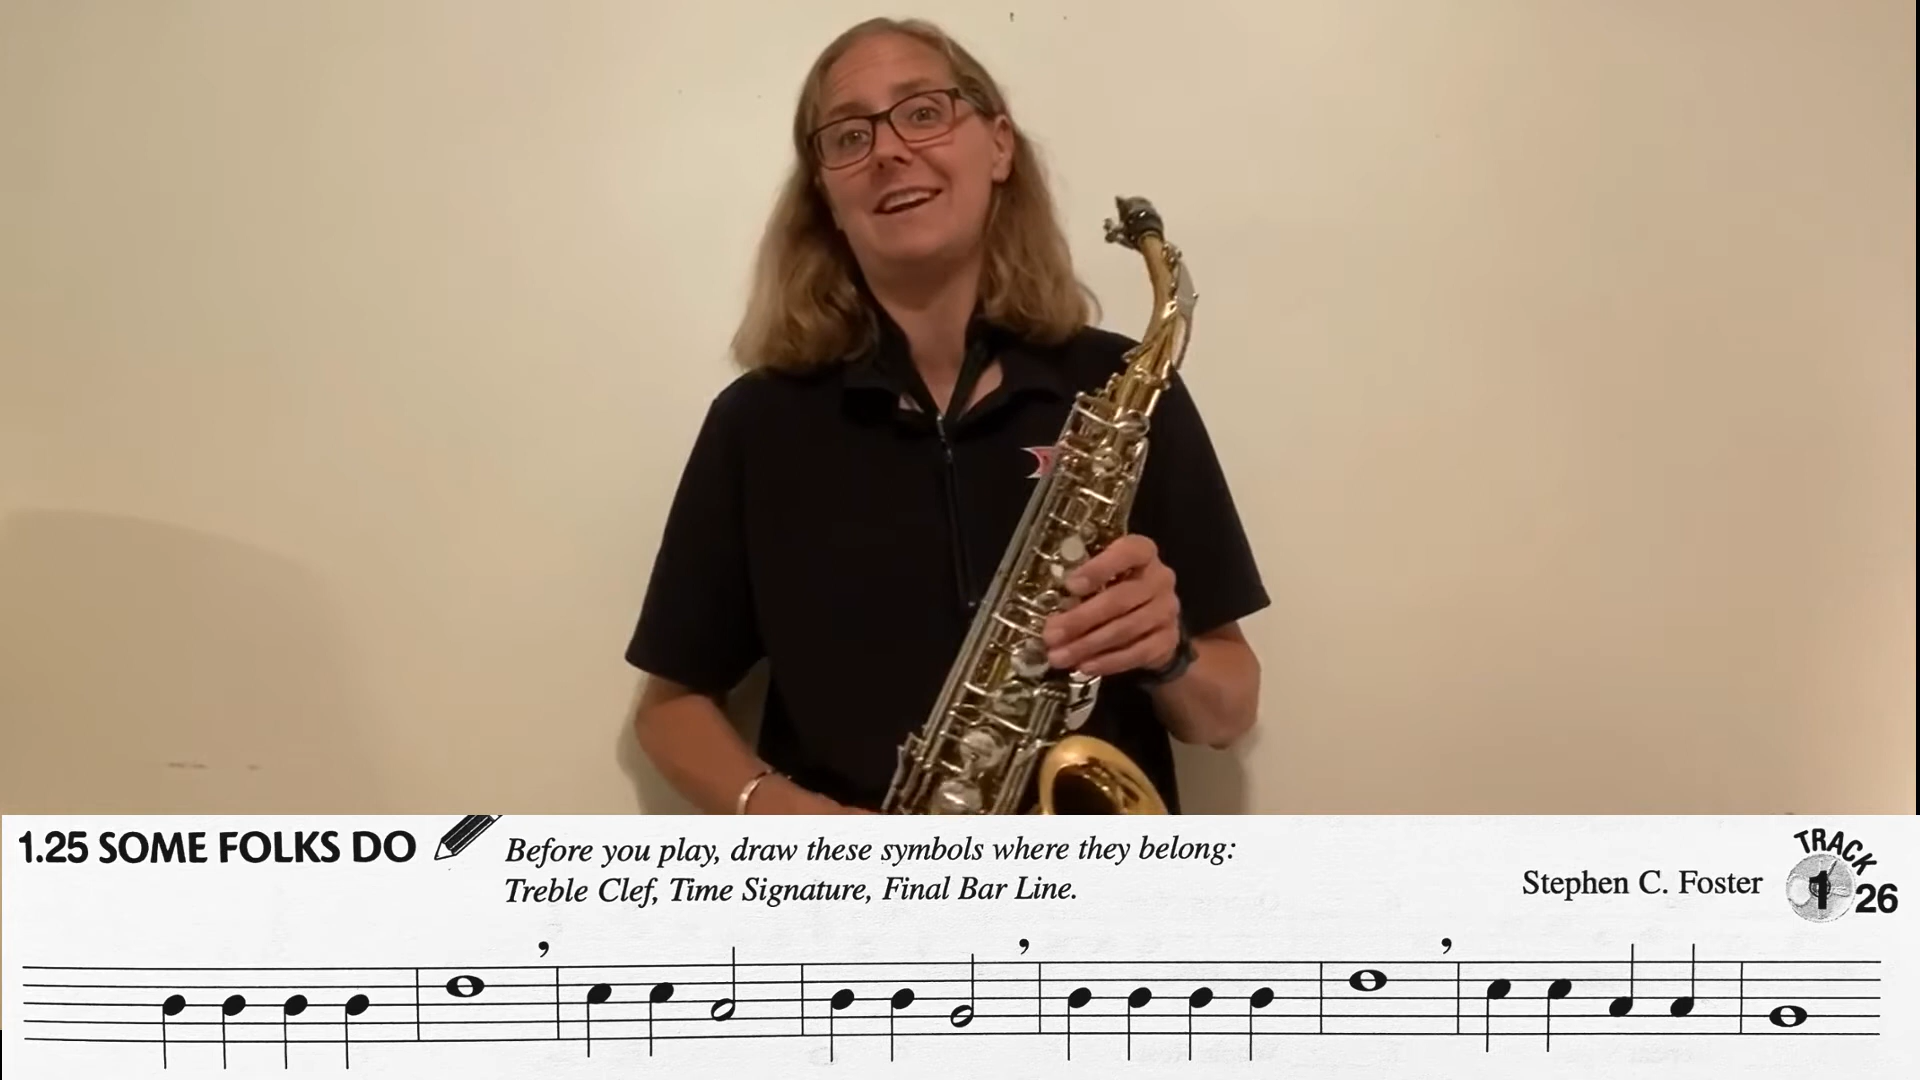 1.25 SOME FOLKS DO
Before you play, draw these symbols where they belong:
Treble Clef, Time Signature, Final Bar Line.
Stephen C. Foster
TRACK
1 26